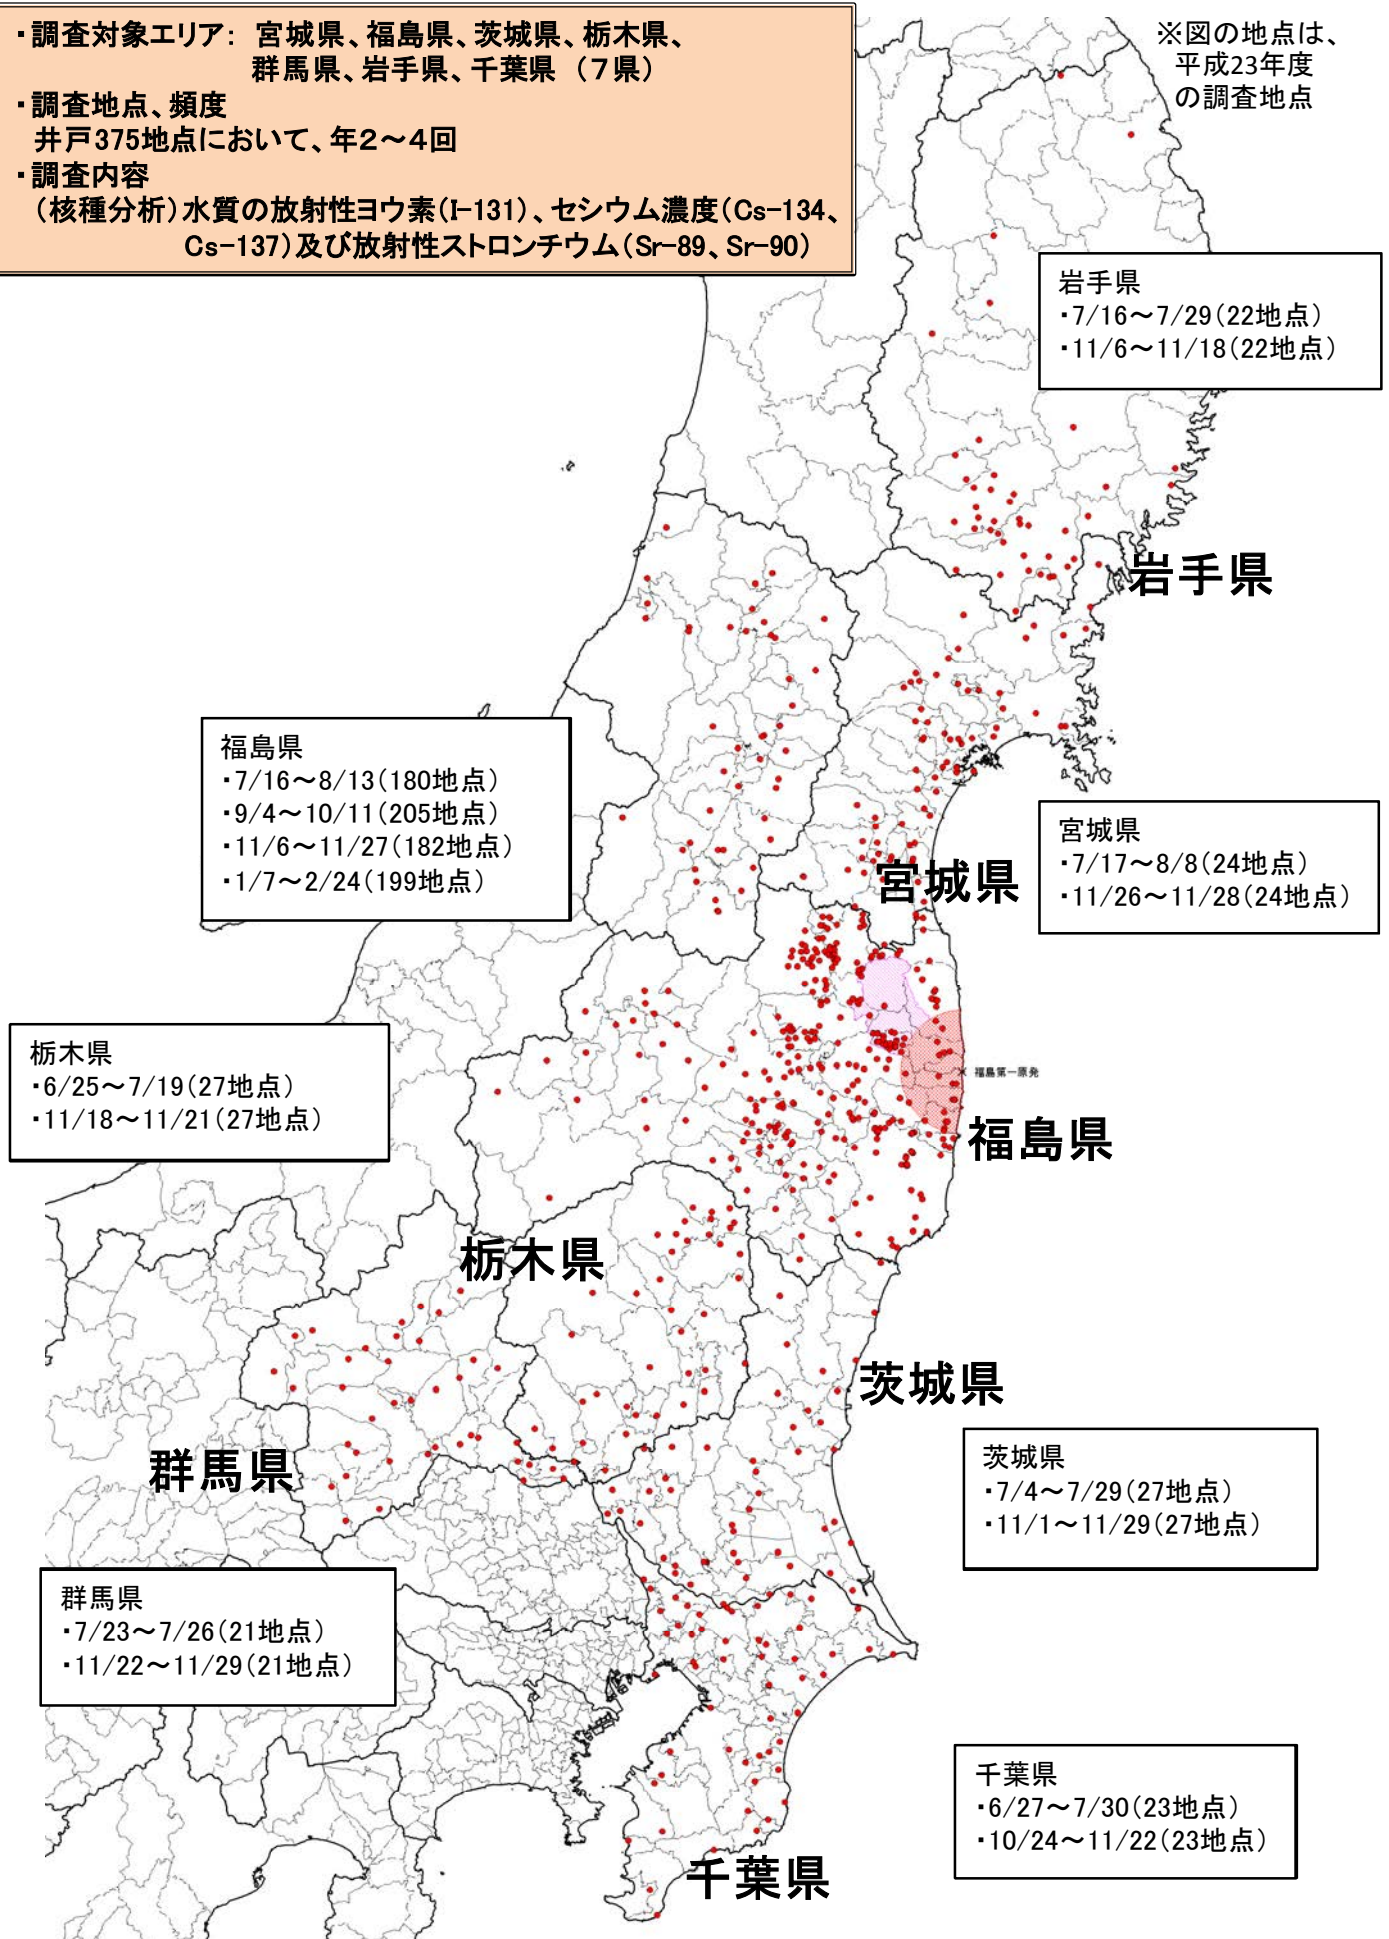 ・調査対象エリア： 宮城県、福島県、茨城県、栃木県、
群馬県、岩手県、千葉県 （７県）
・調査地点、頻度
井戸375地点において、年２～４回
・調査内容
（核種分析）水質の放射性ヨウ素（I-131）、セシウム濃度（Cs-134、
Cs-137）及び放射性ストロンチウム（Sr-89、Sr-90）
※図の地点は、
平成23年度
の調査地点
岩手県
・7/16～7/29（22地点）
・11/6～11/18（22地点）
岩手県
福島県
・7/16～8/13（180地点）
・9/4～10/11（205地点）
・11/6～11/27（182地点）
・1/7～2/24（199地点）
宮城県
・7/17～8/8（24地点）
・11/26～11/28（24地点）
宮城県
栃木県
・6/25～7/19（27地点）
・11/18～11/21（27地点）
福島第一原発
福島県
栃木県
茨城県
群馬県
茨城県
・7/4～7/29（27地点）
・11/1～11/29（27地点）
群馬県
・7/23～7/26（21地点）
・11/22～11/29（21地点）
千葉県
・6/27～7/30（23地点）
・10/24～11/22（23地点）
千葉県